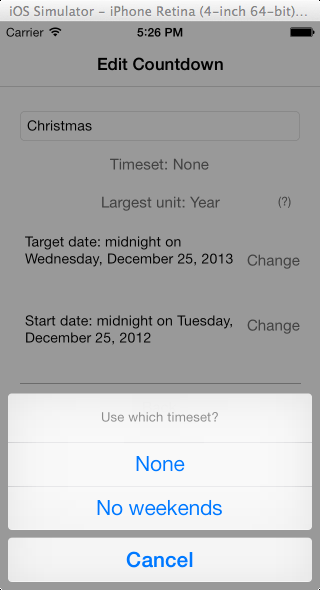 iOS Simulator - iPhone Retina (4-inch 64-bit)...
Carrier 5:26 PM
Edit Countdown
Christmas
Timeset: None
Largest unit: Year (?)
Target date: midnight on
Wednesday, December 25, 2013 Change
Start date: midnight on Tuesday,
December 25, 2012 Change
Use which timeset?
None
No weekends
Cancel